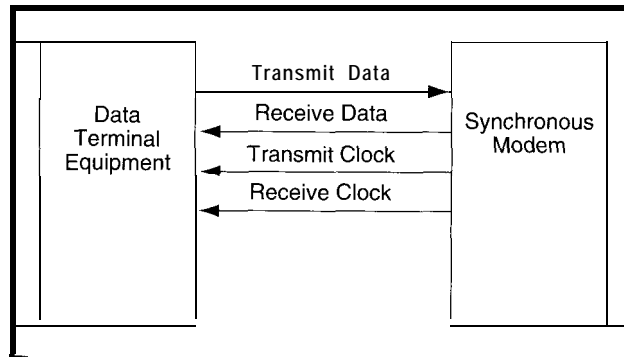 Transmit Data
Data
Terminal
Equipment
Receive Data
Synchronous
Modem
Transmit Clock
Receive Clock